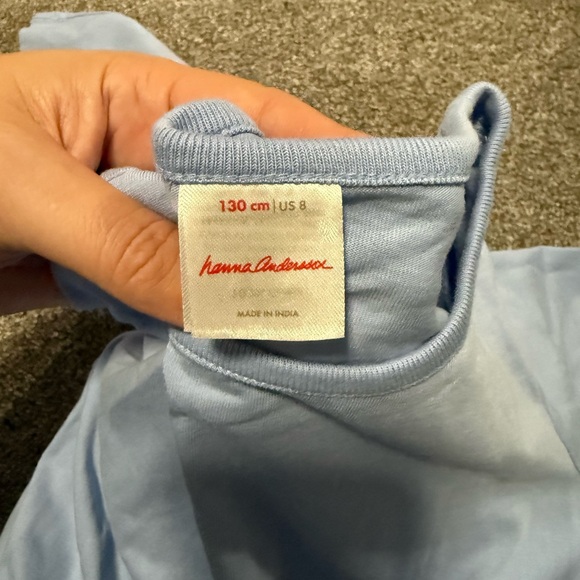 130 cm | US 8
hanna andersson
MADE IN INDIA